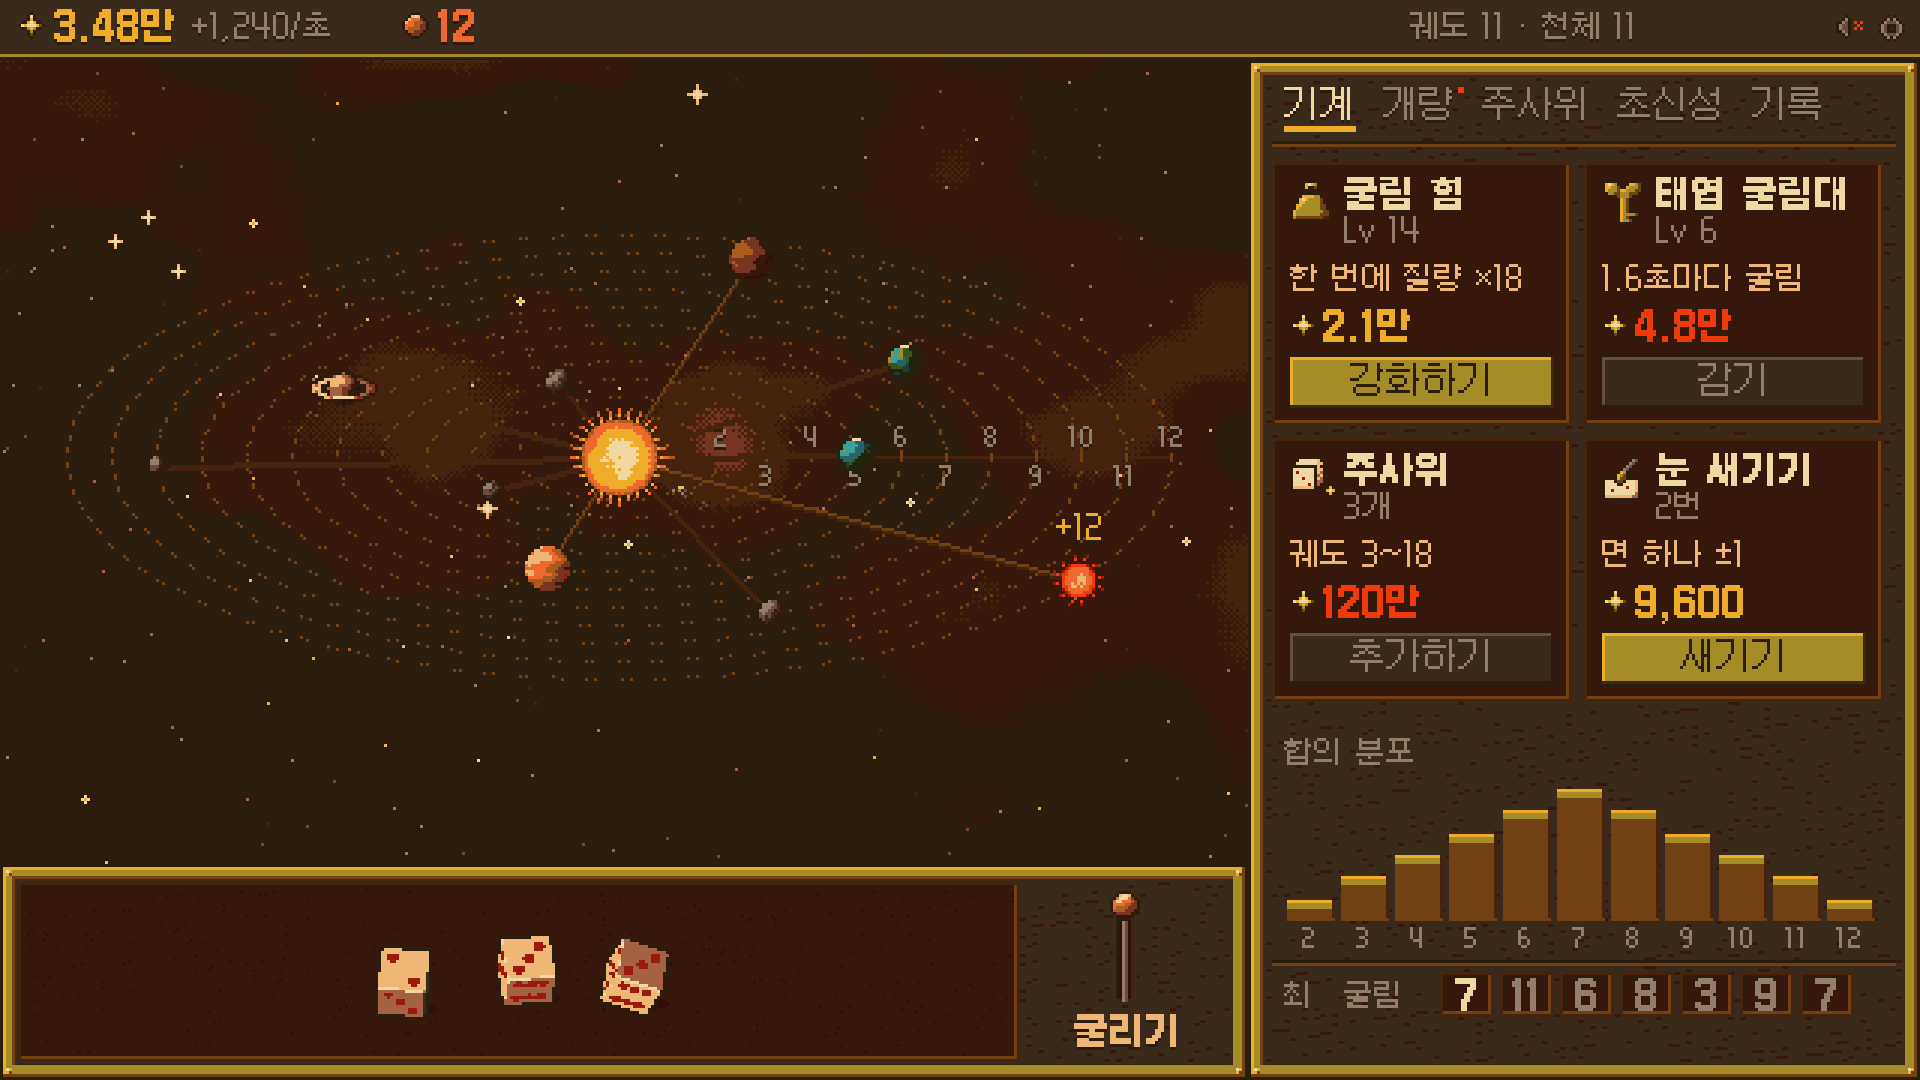 3.48만 +1,240/초 12 궤도 11 · 천체 11
기계 개량 주사위 초신성 기록
굴림 힘
Lv 14
한 번에 질량 ×18
2.1만
강화하기
태엽 굴림대
Lv 6
1.6초마다 굴림
4.8만
감기
주사위
3개
궤도 3~18
120만
추가하기
눈 새기기
2번
면 하나 ±1
9,600
새기기
2 4 6 8 10 12
3 5 7 9 11
+12
합의 분포
2 3 4 5 6 7 8 9 10 11 12
최 굴림 7 11 6 8 3 9 7
굴리기